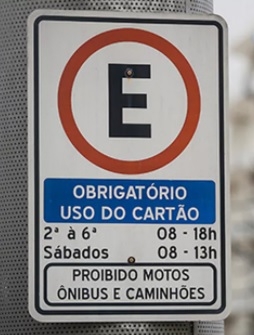 E
OBRIGATÓRIO
USO DO CARTÃO
2ª à 6ª 08 - 18h
Sábados 08 - 13h
PROIBIDO MOTOS
ÔNIBUS E CAMINHÕES